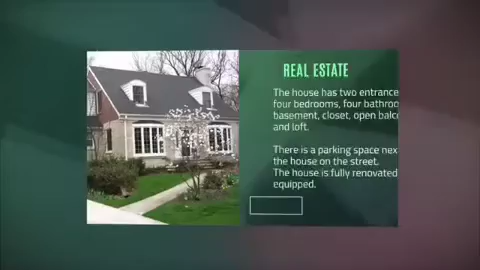 REAL ESTATE
The house has two entrance
four bedrooms, four bathroo
basement, closet, open balc
and loft.
There is a parking space nex
the house on the street.
The house is fully renovated
equipped.